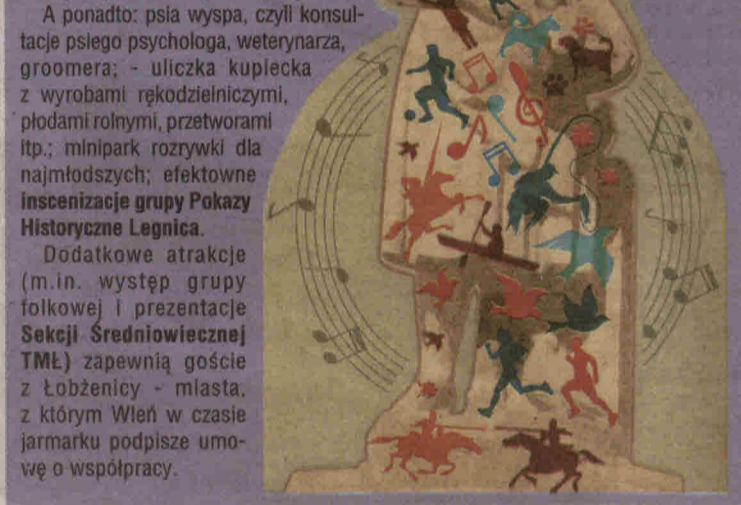 A ponadto: psia wyspa, czyli konsul-
tacje psiego psychologa, weterynarza,
groomera; - uliczka kupiecka
z wyrobami rękodzielniczymi,
płodami rolnymi, przetworami
itp.; minipark rozrywki dla
najmłodszych; efektowne
inscenizacje grupy Pokazy
Historyczne Legnica.
Dodatkowe atrakcje
(m.in. występ grupy
folkowej i prezentacje
Sekcji Średniowiecznej
TMŁ) zapewnią goście
z Łobżenicy - miasta,
z którym Wleń w czasie
jarmarku podpisze umo-
wę o współpracy.